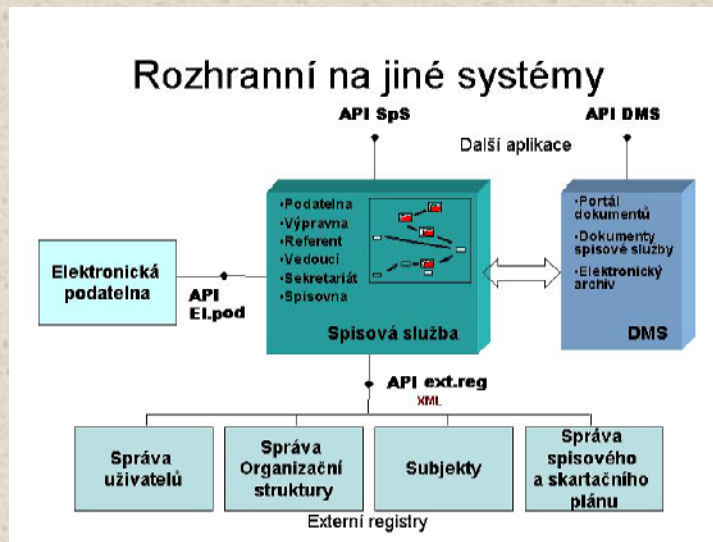 Rozhranní na jiné systémy
API SpS
API DMS
Další aplikace
•Podatelna
•Výpravna
•Referent
•Vedoucí
•Sekretariát
•Spisovna
Spisová služba
•Portál
dokumentů
•Dokumenty
spisové služby
•Elektronický
archiv
DMS
Elektronická
podatelna
API
El.pod
API ext.reg
XML
Správa
uživatelů
Správa
Organizační
struktury
Subjekty
Správa
spisového
a skartačního
plánu
Externí registry